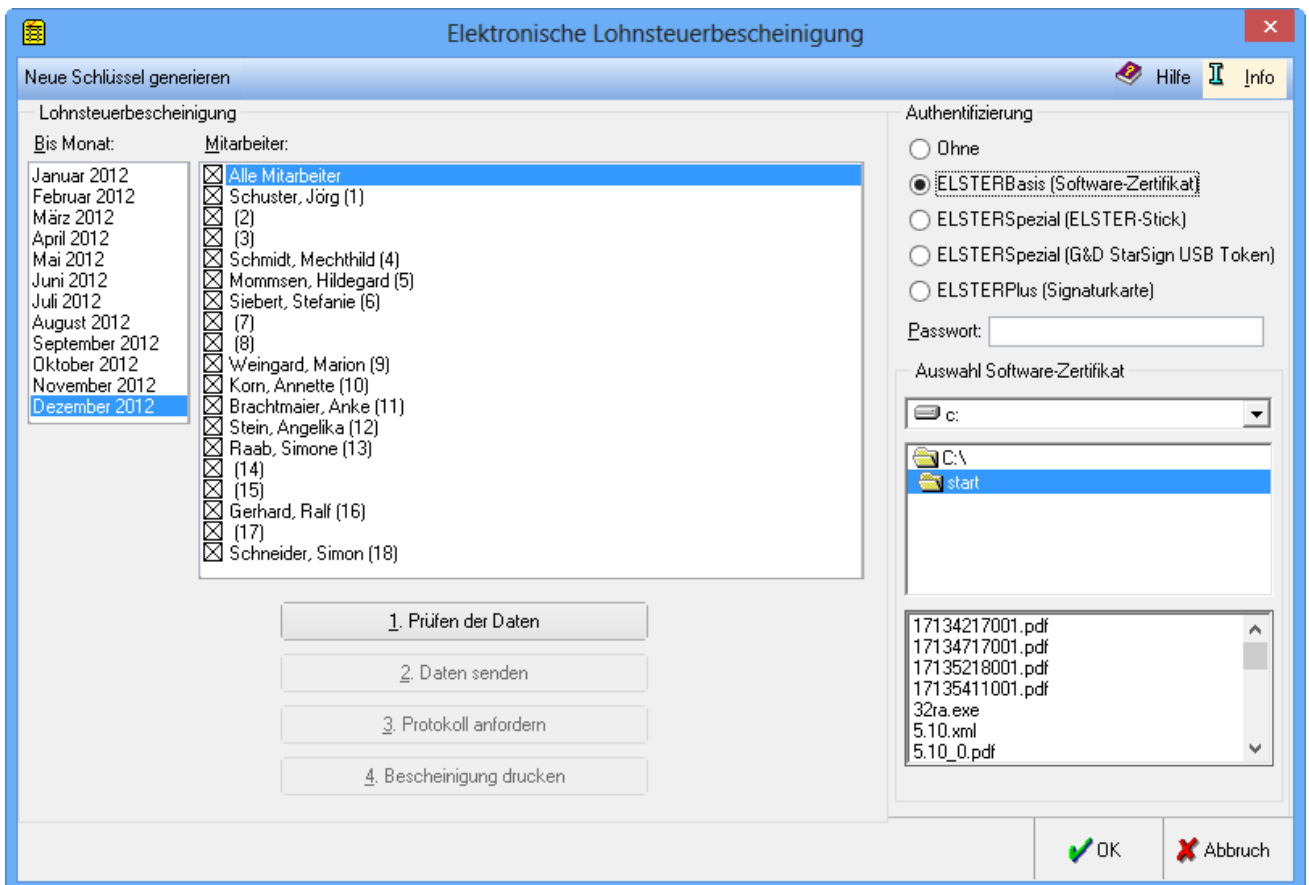 Elektronische Lohnsteuerbescheinigung
Neue Schlüssel generieren
Hilfe
Info
Lohnsteuerbescheinigung
Bis Monat:
Januar 2012
Februar 2012
März 2012
April 2012
Mai 2012
Juni 2012
Juli 2012
August 2012
September 2012
Oktober 2012
November 2012
Dezember 2012
Mitarbeiter:
Alle Mitarbeiter
Schuster, Jörg (1)
(2)
(3)
Schmidt, Mechthild (4)
Mommsen, Hildegard (5)
Siebert, Stefanie (6)
(7)
(8)
Weingard, Marion (9)
Korn, Annette (10)
Brachtmaier, Anke (11)
Stein, Angelika (12)
Raab, Simone (13)
(14)
(15)
Gerhard, Ralf (16)
(17)
Schneider, Simon (18)
1. Prüfen der Daten
2. Daten senden
3. Protokoll anfordern
4. Bescheinigung drucken
Authentifizierung
Ohne
ELSTERBasis (Software-Zertifikat)
ELSTERSpezial (ELSTER-Stick)
ELSTERSpezial (G&D StarSign USB Token)
ELSTERPlus (Signaturkarte)
Passwort:
Auswahl Software-Zertifikat
c:
C:\
start
17134217001.pdf
17134717001.pdf
17135218001.pdf
17135411001.pdf
32ra.exe
5.10.xml
5.10_0.pdf
OK
Abbruch